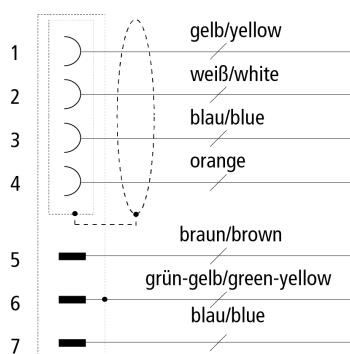 1 gelb/yellow
2 weiß/white
3 blau/blue
4 orange
5 braun/brown
6 grün-gelb/green-yellow
7 blau/blue